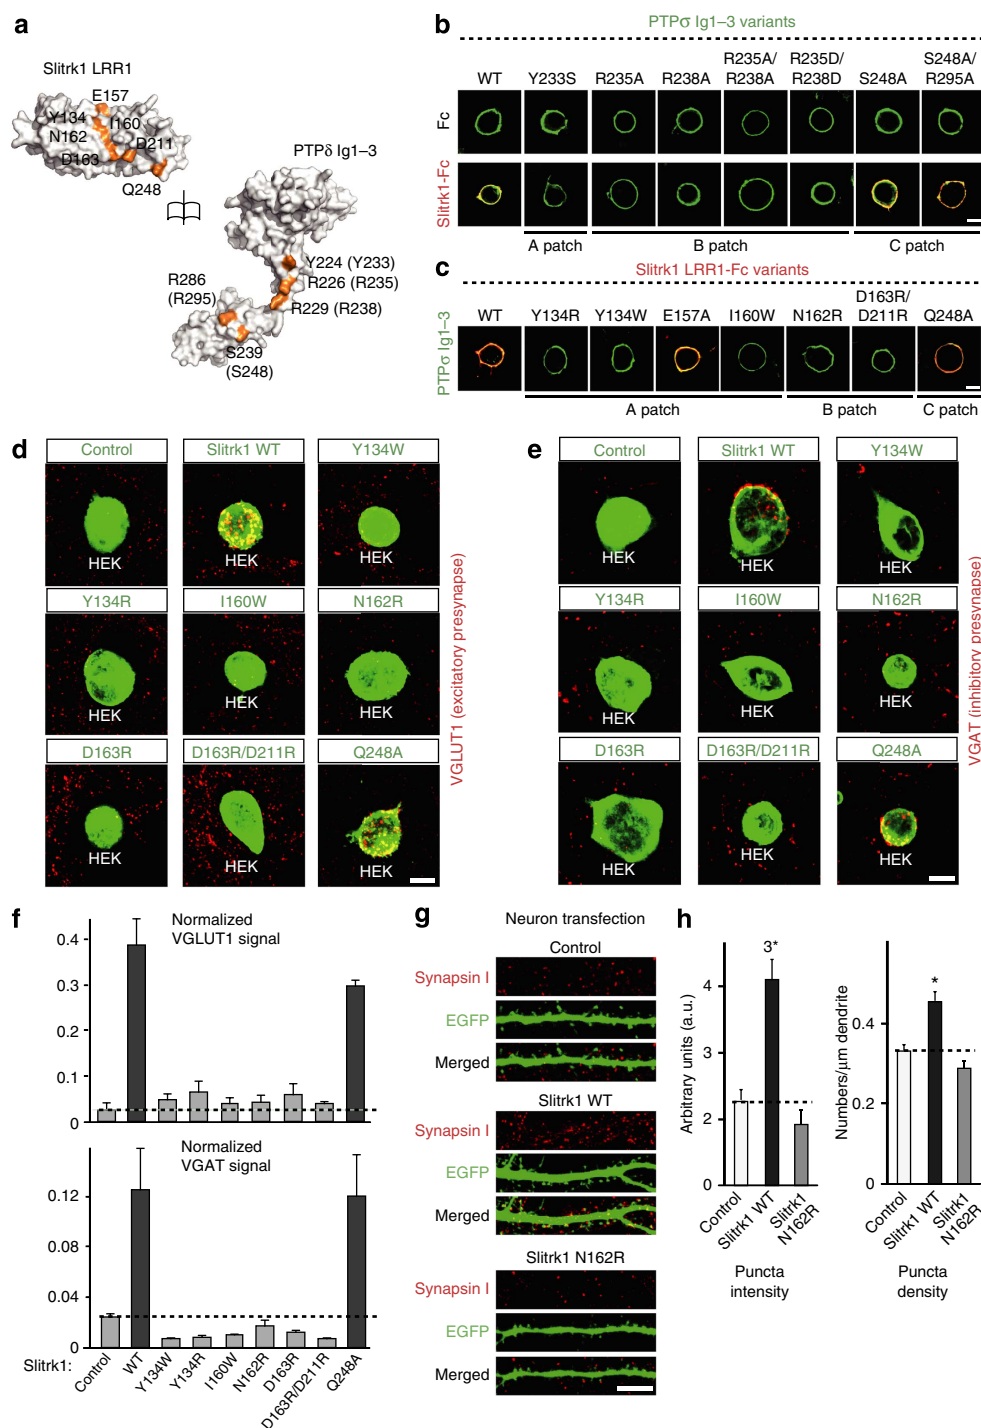 a
Slitrk1 LRR1
E157
Y134
I160
N162
D211
D163
Q248
PTPδ Ig1–3
Y224 (Y233)
R286
(R295)
R226 (R235)
R229 (R238)
S239
(S248)
b
PTPσ Ig1–3 variants
WT
Y233S
R235A
R238A
R235A/
R238A
R235D/
R238D
S248A
S248A/
R295A
Fc
Slitrk1-Fc
A patch
B patch
C patch
c
Slitrk1 LRR1-Fc variants
WT
Y134R
Y134W
E157A
I160W
N162R
D163R/
D211R
Q248A
PTPσ Ig1–3
A patch
B patch
C patch
d
Control
Slitrk1 WT
Y134W
HEK
HEK
HEK
Y134R
I160W
N162R
HEK
HEK
HEK
D163R
D163R/D211R
Q248A
HEK
HEK
HEK
VGLUT1 (excitatory presynapse)
e
Control
Slitrk1 WT
Y134W
HEK
HEK
HEK
Y134R
I160W
N162R
HEK
HEK
HEK
D163R
D163R/D211R
Q248A
HEK
HEK
HEK
VGAT (inhibitory presynapse)
f
Normalized
VGLUT1 signal
0.4
0.3
0.2
0.1
0
Normalized
VGAT signal
0.12
0.08
0.04
0
Slitrk1:
Control
WT
Y134W
Y134R
I160W
N162R
D163R
D163R/D211R
Q248A
g
Neuron transfection
Control
Synapsin I
EGFP
Merged
Slitrk1 WT
Synapsin I
EGFP
Merged
Slitrk1 N162R
Synapsin I
EGFP
Merged
h
Arbitrary units (a.u.)
4
2
2
0
3*
Control
Slitrk1 WT
Slitrk1
N162R
Puncta
intensity
Numbers/μm dendrite
0.4
0.2
0
*
Control
Slitrk1 WT
Slitrk1
N162R
Puncta
density